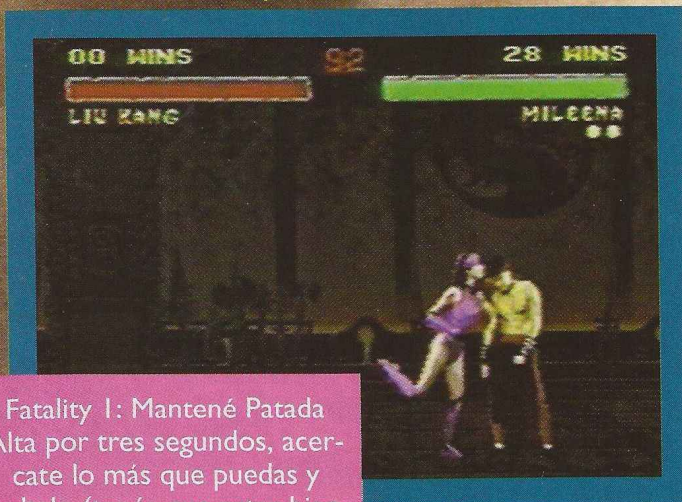 00 WINS 92 28 WINS
LIU KANG MILEENA
Fatality 1: Mantené Patada
Alta por tres segundos, acer-
cate lo más que puedas y